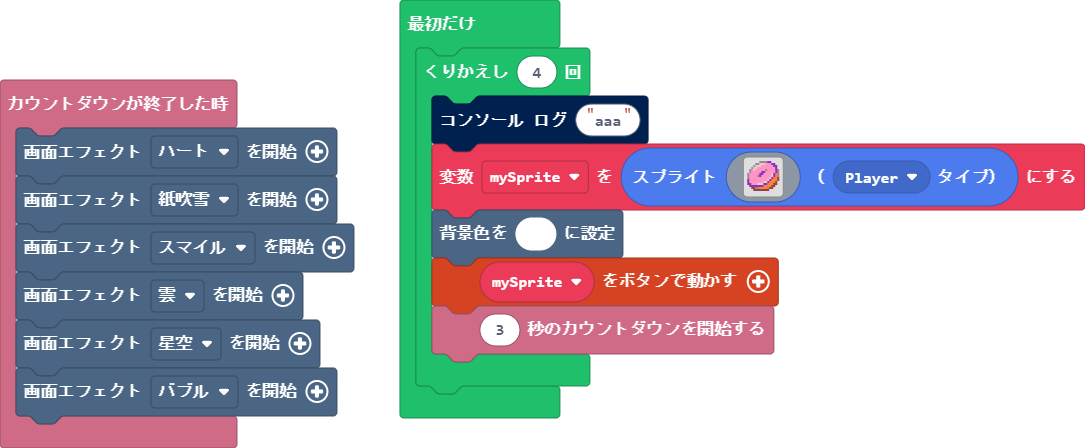 カウントダウンが終了した時
画面エフェクト ハート を開始
画面エフェクト 紙吹雪 を開始
画面エフェクト スマイル を開始
画面エフェクト 雲 を開始
画面エフェクト 星空 を開始
画面エフェクト バブル を開始
最初だけ
くりかえし 4 回
コンソール ログ "aaa"
変数 mySprite を スプライト ( Player タイプ) にする
背景色を に設定
mySprite をボタンで動かす
3 秒のカウントダウンを開始する